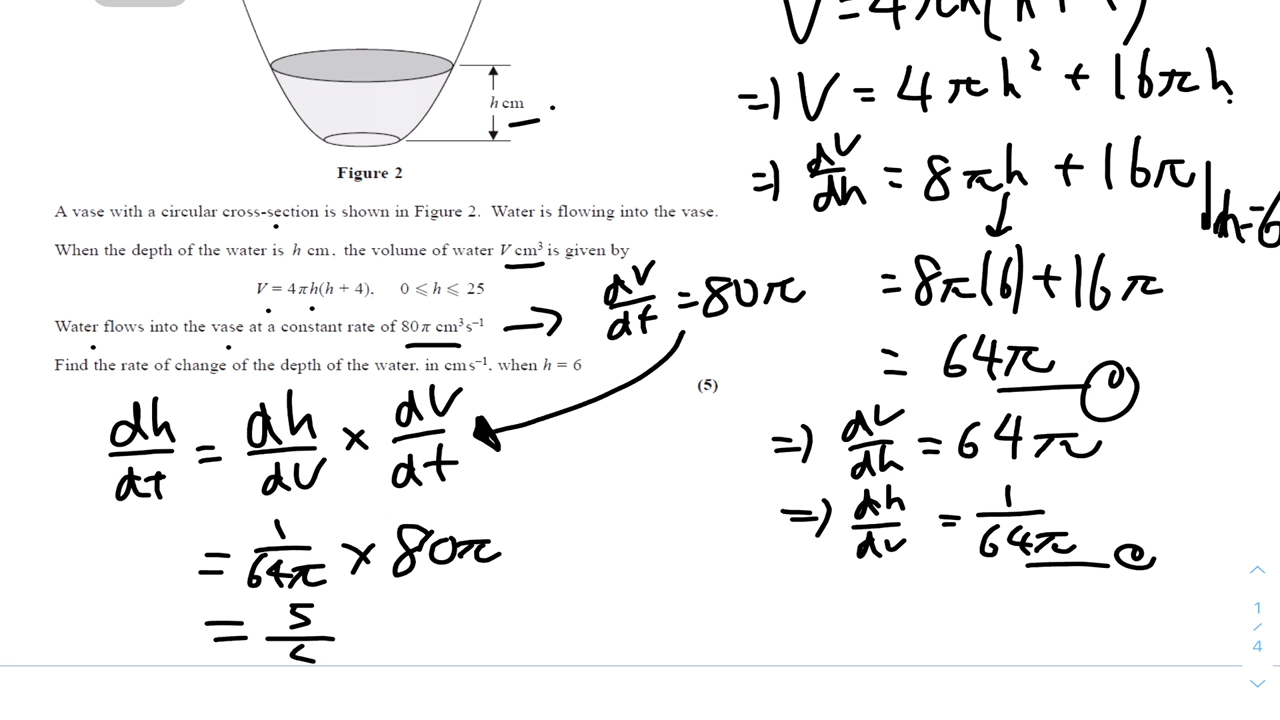 V = 4πh(h + 4)
=> V = 4πh² + 16πh
=> dV/dh = 8πh + 16π | h=6
= 8π(6) + 16π
= 64π
=> dV/dh = 64π
=> dh/dV = 1/64π
h cm
Figure 2
A vase with a circular cross-section is shown in Figure 2. Water is flowing into the vase.
When the depth of the water is h cm, the volume of water V cm³ is given by
V = 4πh(h + 4), 0 ⩽ h ⩽ 25
dV/dt = 80π
Water flows into the vase at a constant rate of 80π cm³s⁻¹
Find the rate of change of the depth of the water, in cm s⁻¹, when h = 6
(5)
dh/dt = dh/dV × dV/dt
= 1/64π × 80π
= 5/
1
/
4